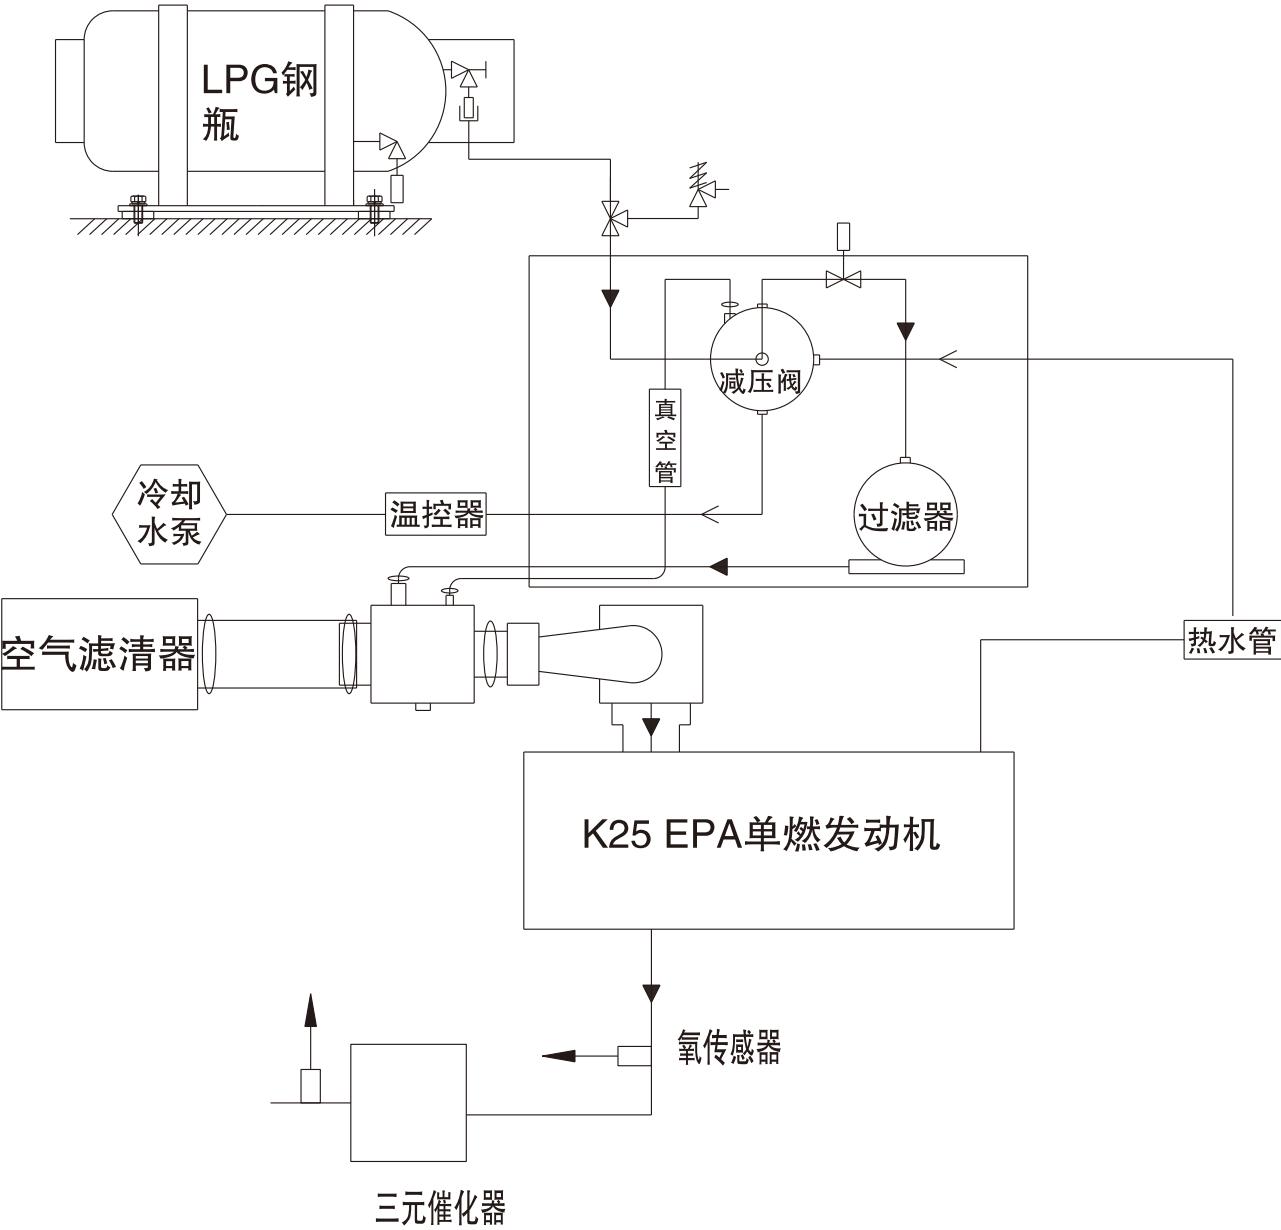 LPG钢
瓶
减压阀
真
空
管
冷却
水泵
温控器
过滤器
空气滤清器
热水管
K25 EPA单燃发动机
氧传感器
三元催化器